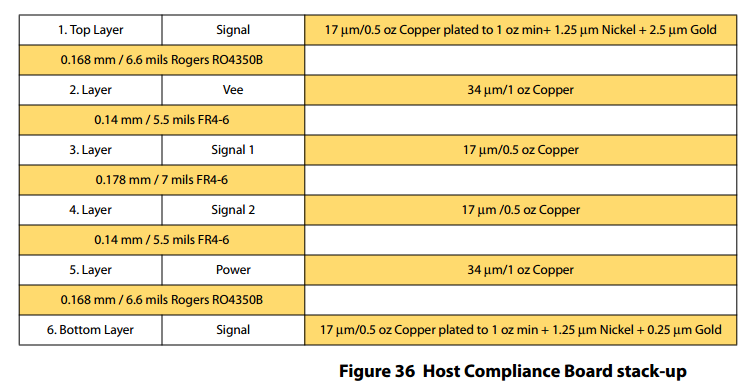 1. Top Layer Signal 17 μm/0.5 oz Copper plated to 1 oz min+ 1.25 μm Nickel + 2.5 μm Gold
0.168 mm / 6.6 mils Rogers RO4350B
2. Layer Vee 34 μm/1 oz Copper
0.14 mm / 5.5 mils FR4-6
3. Layer Signal 1 17 μm/0.5 oz Copper
0.178 mm / 7 mils FR4-6
4. Layer Signal 2 17 μm /0.5 oz Copper
0.14 mm / 5.5 mils FR4-6
5. Layer Power 34 μm/1 oz Copper
0.168 mm / 6.6 mils Rogers RO4350B
6. Bottom Layer Signal 17 μm/0.5 oz Copper plated to 1 oz min + 1.25 μm Nickel + 0.25 μm Gold
Figure 36 Host Compliance Board stack-up